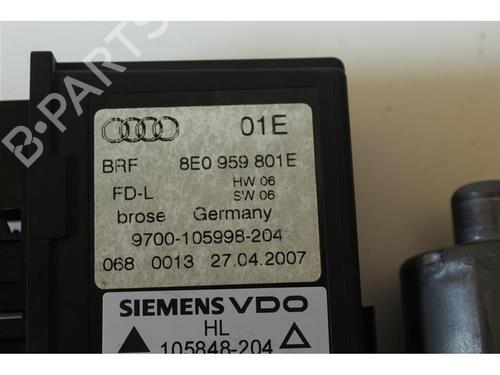 01E
BRF 8E0 959 801E
FD-L HW 06
SW 06
brose Germany
9700-105998-204
068 0013 27.04.2007
SIEMENS VDO
HL
105848-204
B-Parts